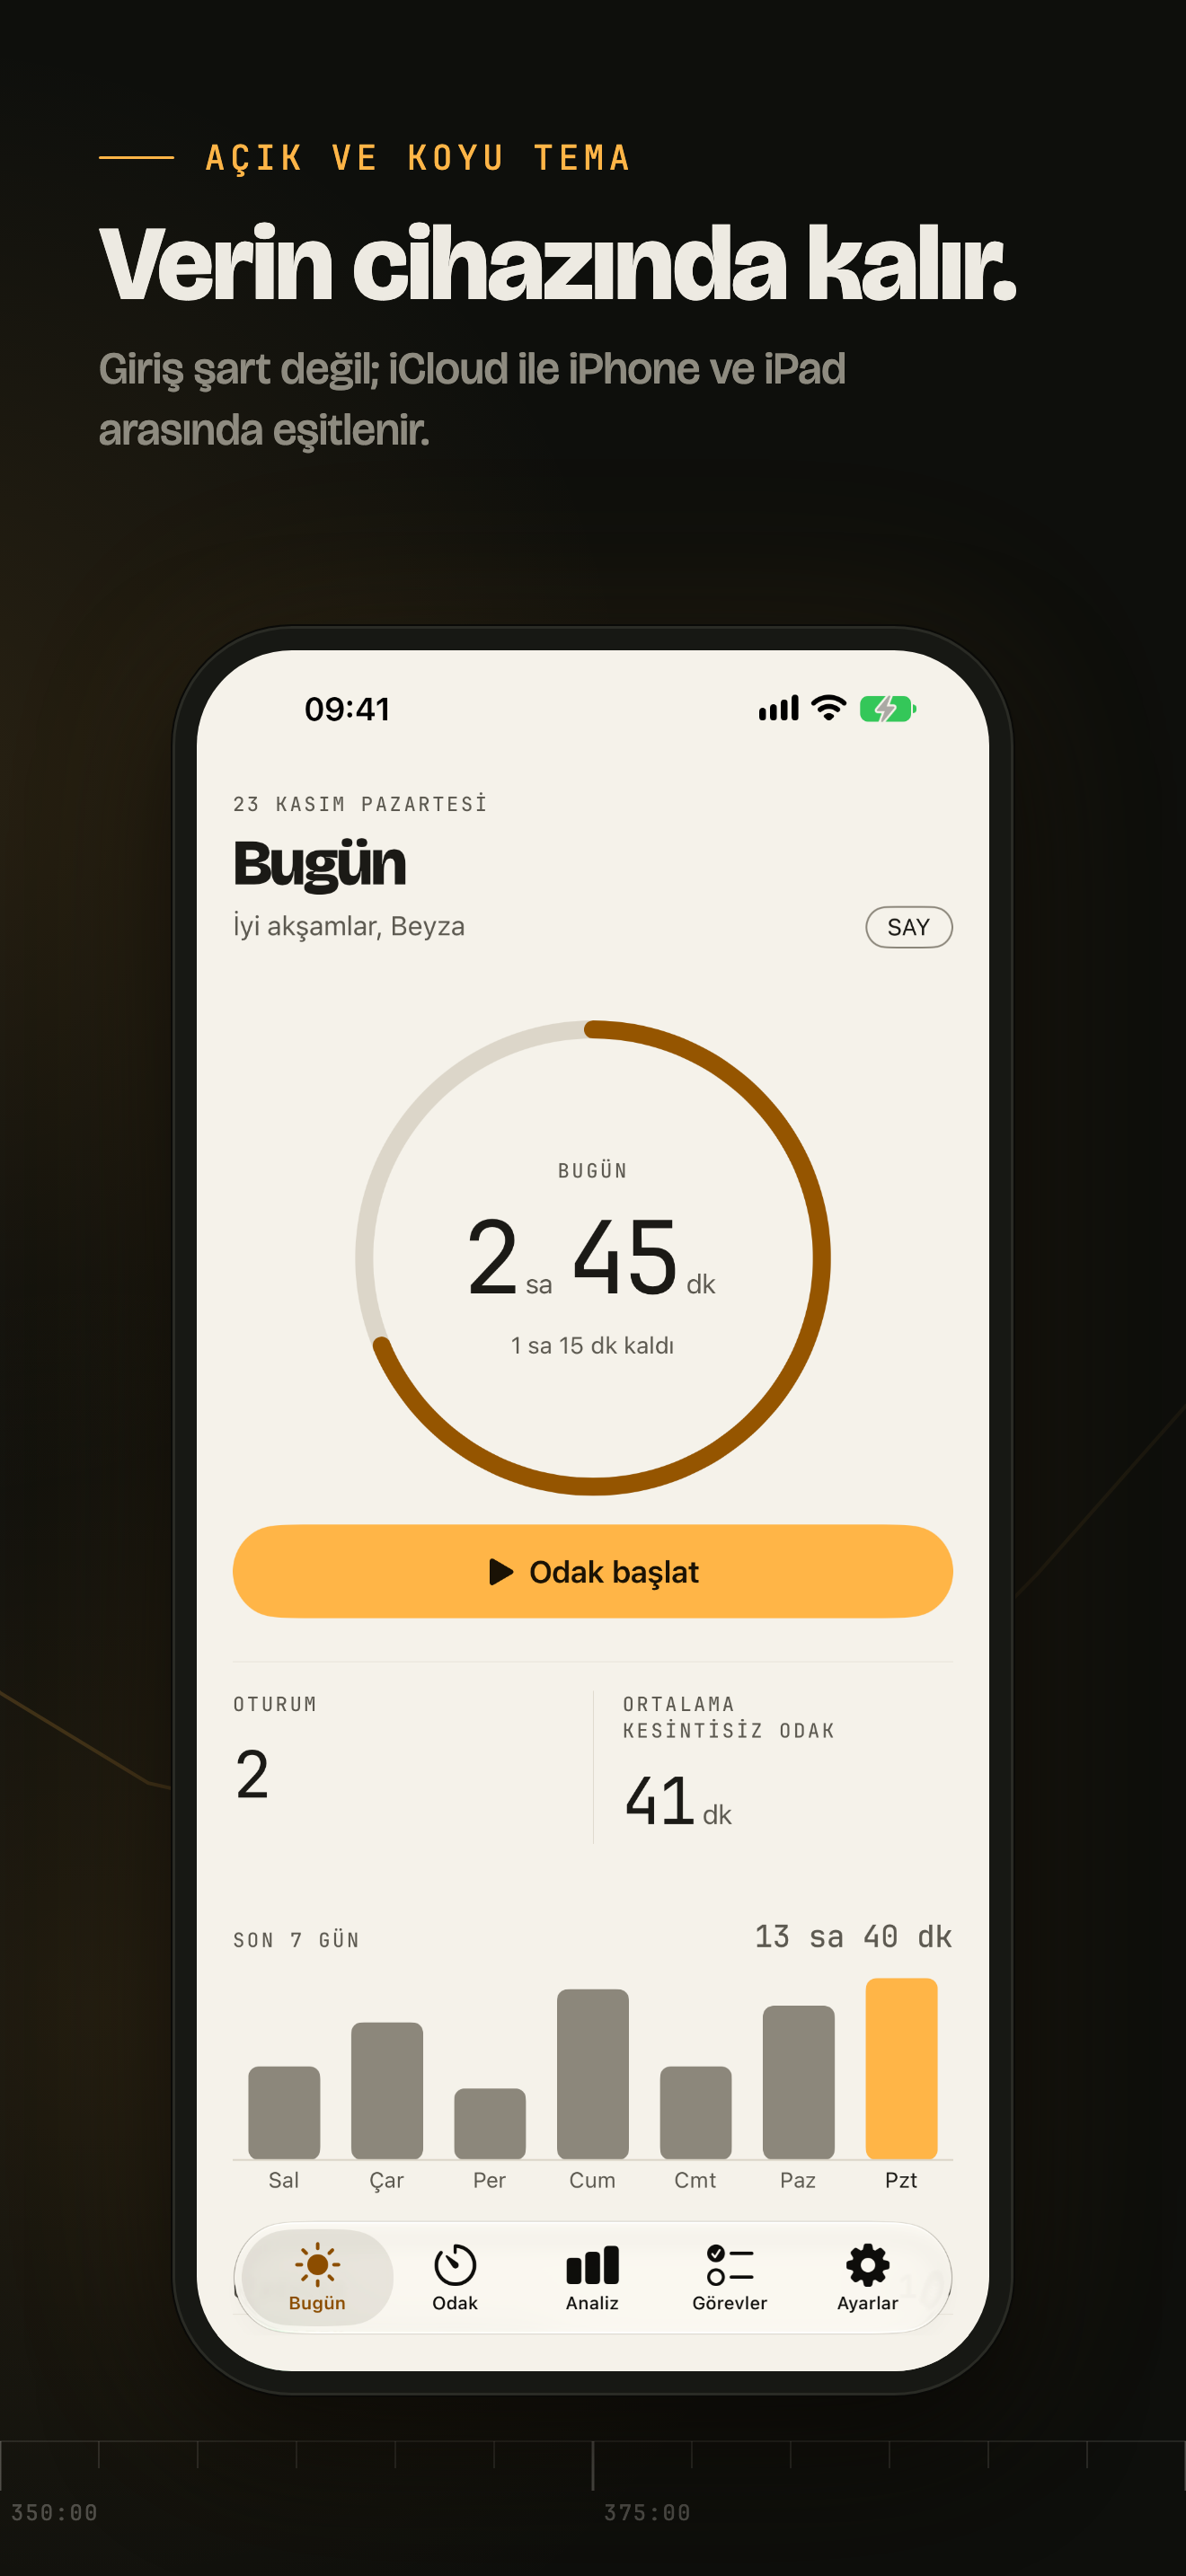 AÇIK VE KOYU TEMA
Verin cihazında kalır.
Giriş şart değil; iCloud ile iPhone ve iPad
arasında eşitlenir.
09:41
23 KASIM PAZARTESİ
Bugün
İyi akşamlar, Beyza
SAY
BUGÜN
2 sa 45 dk
1 sa 15 dk kaldı
Odak başlat
OTURUM
2
ORTALAMA
KESİNTİSİZ ODAK
41 dk
SON 7 GÜN
13 sa 40 dk
Sal Çar Per Cum Cmt Paz Pzt
Bugün Odak Analiz Görevler Ayarlar
350:00 375:00